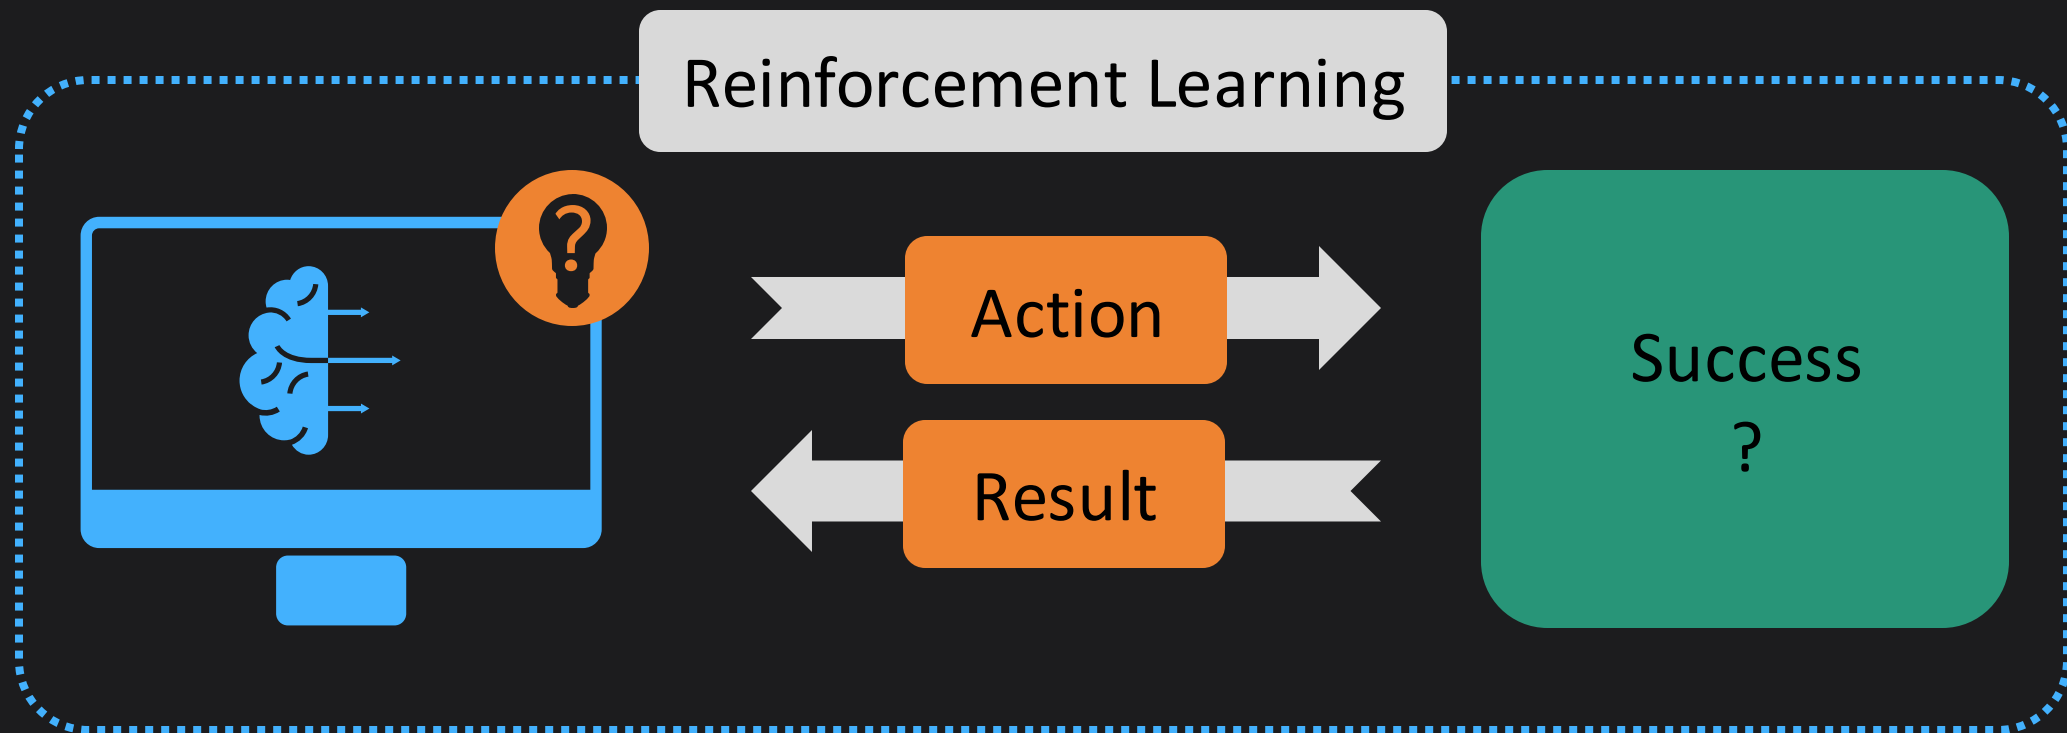 Reinforcement Learning
?
Action
Result
Success
?